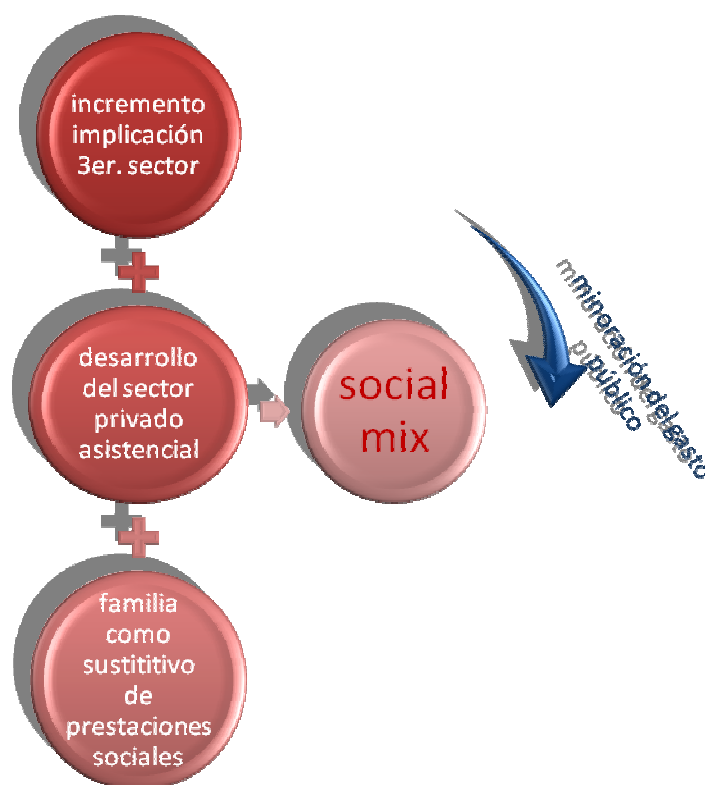 incremento
implicación
3er. sector
desarrollo
del sector
privado
asistencial
social
mix
minoración del gasto
público
familia
como
sustititivo
de
prestaciones
sociales